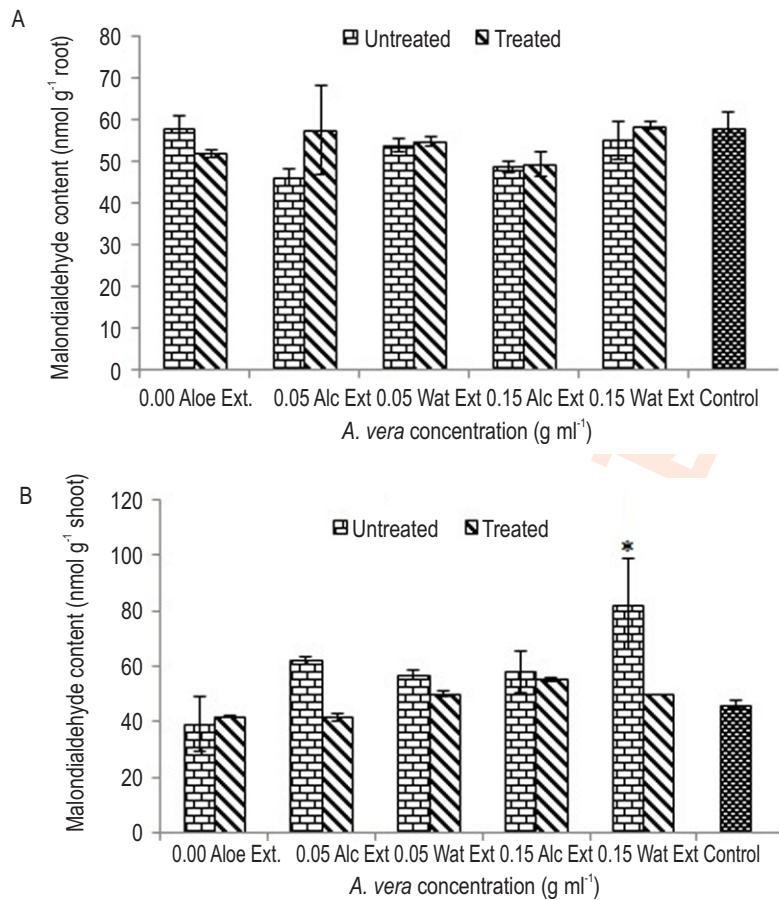 A
Malondialdehyde content (nmol g⁻¹ root)
80
70
60
50
40
30
20
10
0
Untreated Treated
0.00 Aloe Ext. 0.05 Alc Ext 0.05 Wat Ext 0.15 Alc Ext 0.15 Wat Ext Control
A. vera concentration (g ml⁻¹)
B
Malondialdehyde content (nmol g⁻¹ shoot)
120
100
80
60
40
20
0
Untreated Treated
*
0.00 Aloe Ext. 0.05 Alc Ext 0.05 Wat Ext 0.15 Alc Ext 0.15 Wat Ext Control
A. vera concentration (g ml⁻¹)